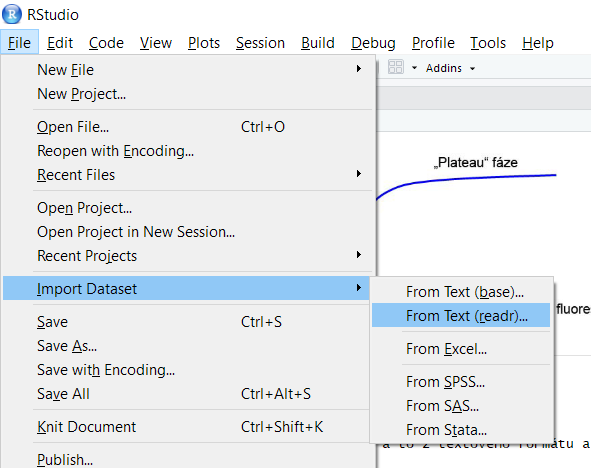 RStudio
File Edit Code View Plots Session Build Debug Profile Tools Help
New File
New Project...
Addins
Open File... Ctrl+O
Reopen with Encoding...
Recent Files
„Plateau“ fáze
Open Project...
Open Project in New Session...
Recent Projects
Import Dataset
From Text (base)...
From Text (readr)...
fluore
From Excel...
From SPSS...
From SAS...
From Stata...
Save Ctrl+S
Save As...
Save with Encoding...
Save All Ctrl+Alt+S
Knit Document Ctrl+Shift+K
a to z textového formátu a
Publish...